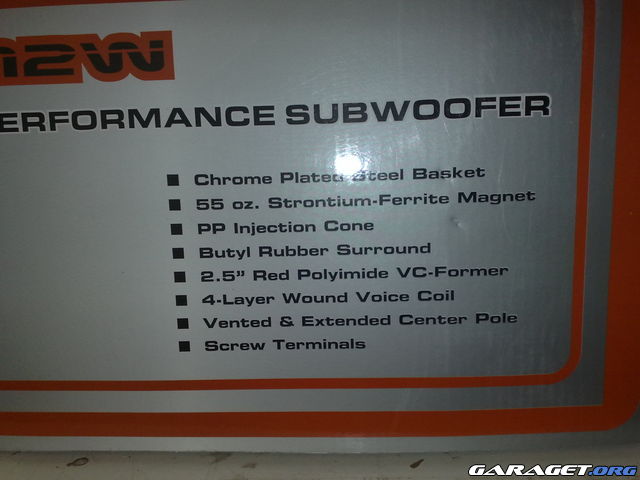 ERFORMANCE SUBWOOFER
■ Chrome Plated Steel Basket
■ 55 oz. Strontium-Ferrite Magnet
■ PP Injection Cone
■ Butyl Rubber Surround
■ 2.5" Red Polyimide VC-Former
■ 4-Layer Wound Voice Coil
■ Vented & Extended Center Pole
■ Screw Terminals
GARAGET.ORG